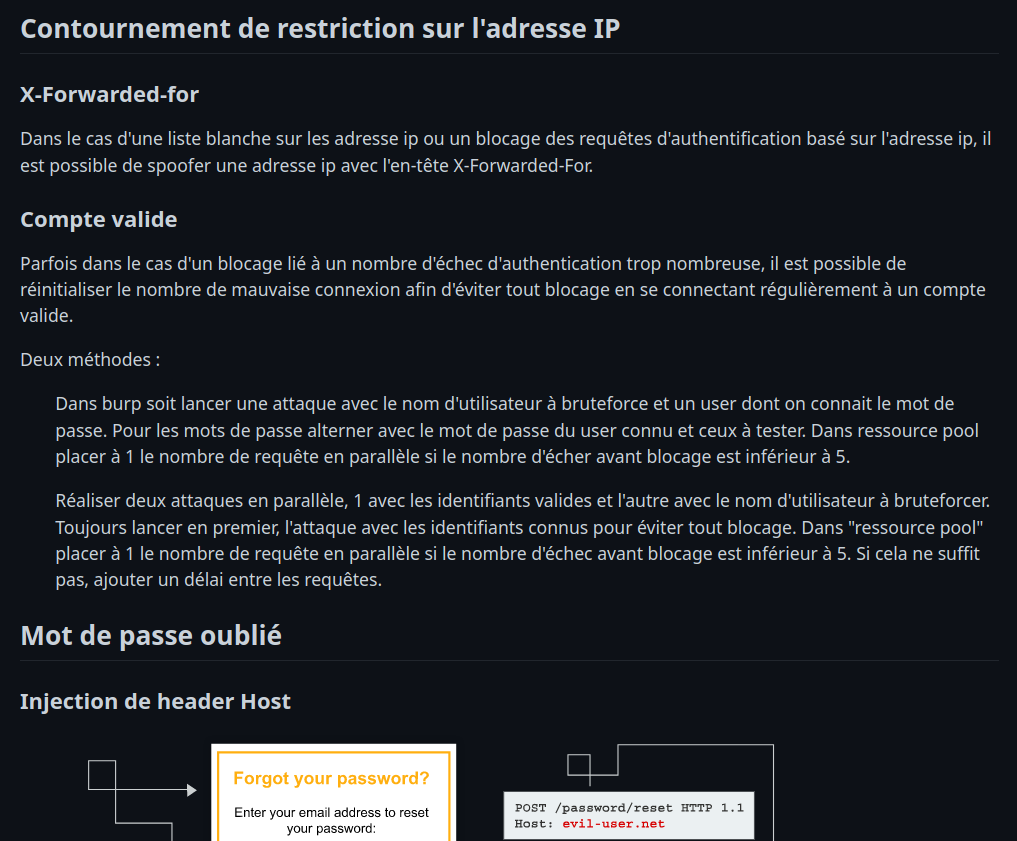 Contournement de restriction sur l'adresse IP
X-Forwarded-for
Dans le cas d'une liste blanche sur les adresse ip ou un blocage des requêtes d'authentification basé sur l'adresse ip, il
est possible de spoofer une adresse ip avec l'en-tête X-Forwarded-For.
Compte valide
Parfois dans le cas d'un blocage lié à un nombre d'échec d'authentification trop nombreuse, il est possible de
réinitialiser le nombre de mauvaise connexion afin d'éviter tout blocage en se connectant régulièrement à un compte
valide.
Deux méthodes :
Dans burp soit lancer une attaque avec le nom d'utilisateur à bruteforce et un user dont on connait le mot de
passe. Pour les mots de passe alterner avec le mot de passe du user connu et ceux à tester. Dans ressource pool
placer à 1 le nombre de requête en parallèle si le nombre d'écher avant blocage est inférieur à 5.
Réaliser deux attaques en parallèle, 1 avec les identifiants valides et l'autre avec le nom d'utilisateur à bruteforcer.
Toujours lancer en premier, l'attaque avec les identifiants connus pour éviter tout blocage. Dans "ressource pool"
placer à 1 le nombre de requête en parallèle si le nombre d'échec avant blocage est inférieur à 5. Si cela ne suffit
pas, ajouter un délai entre les requêtes.
Mot de passe oublié
Injection de header Host
Forgot your password?
Enter your email address to reset
your password:
POST /password/reset HTTP 1.1
Host: evil-user.net